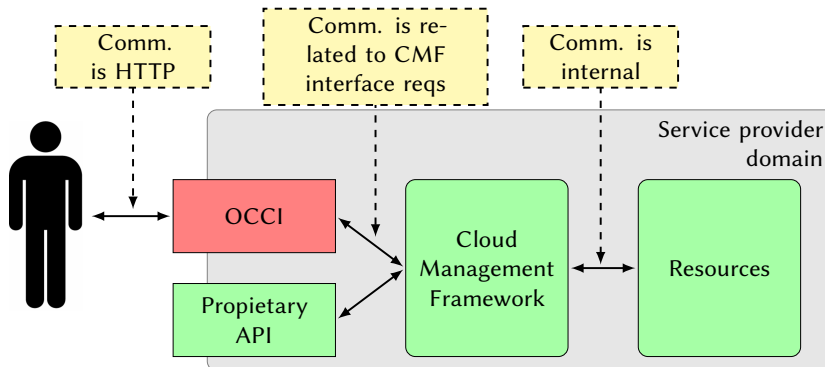 Comm.
is HTTP
Comm. is re-
lated to CMF
interface reqs
Comm. is
internal
Service provider
domain
OCCI
Cloud
Management
Framework
Resources
Propietary
API